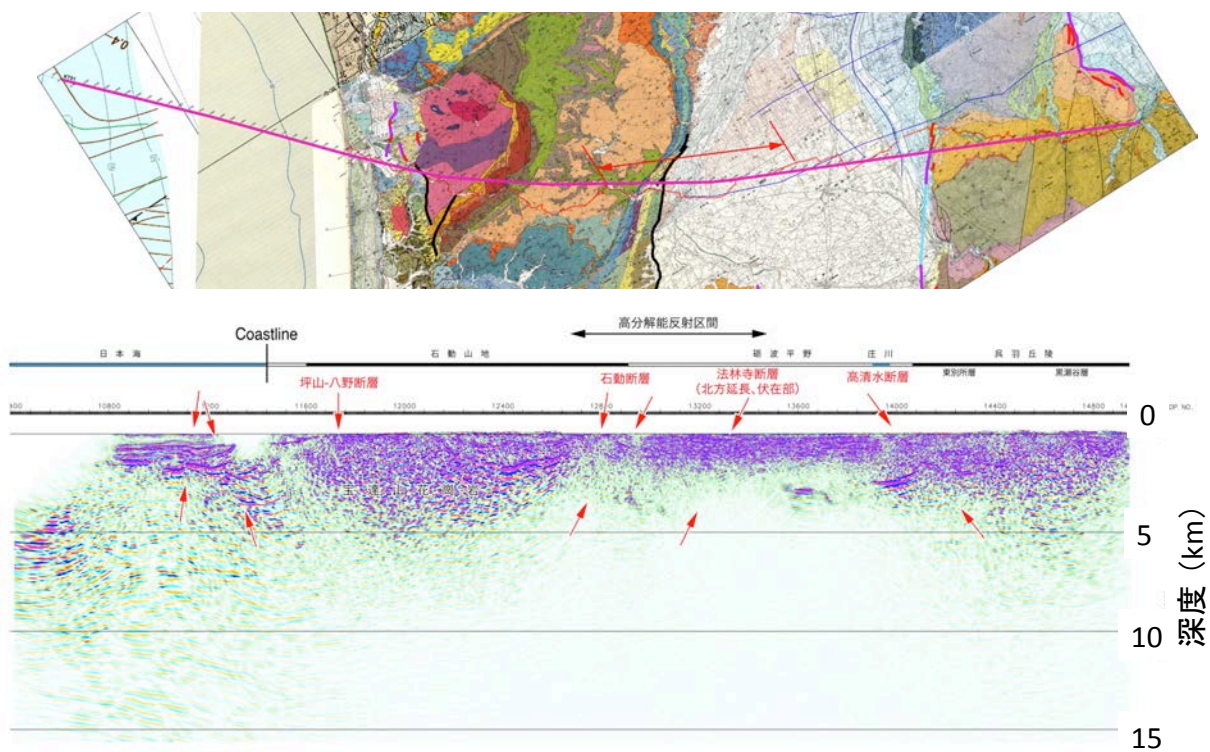 0.4
Coastline
高分解能反射区間
日本海
石動山地
砺波平野
庄川
呉羽丘陵
東別所層
黒瀬谷層
坪山-八野断層
石動断層
法林寺断層
(北方延長、伏在部)
高清水断層
10800
12000
12400
13200
13600
14000
14400
14800
DP NO.
0
5
10
15
深度 (km)